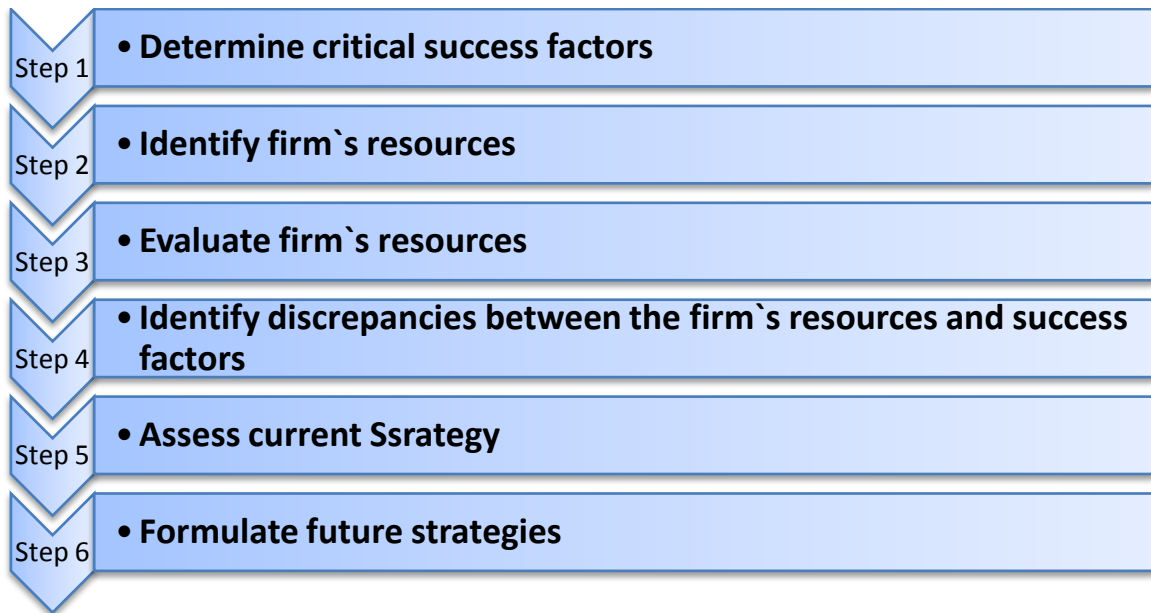 Step 1
• Determine critical success factors
Step 2
• Identify firm`s resources
Step 3
• Evaluate firm`s resources
Step 4
• Identify discrepancies between the firm`s resources and success
factors
Step 5
• Assess current Ssrategy
Step 6
• Formulate future strategies